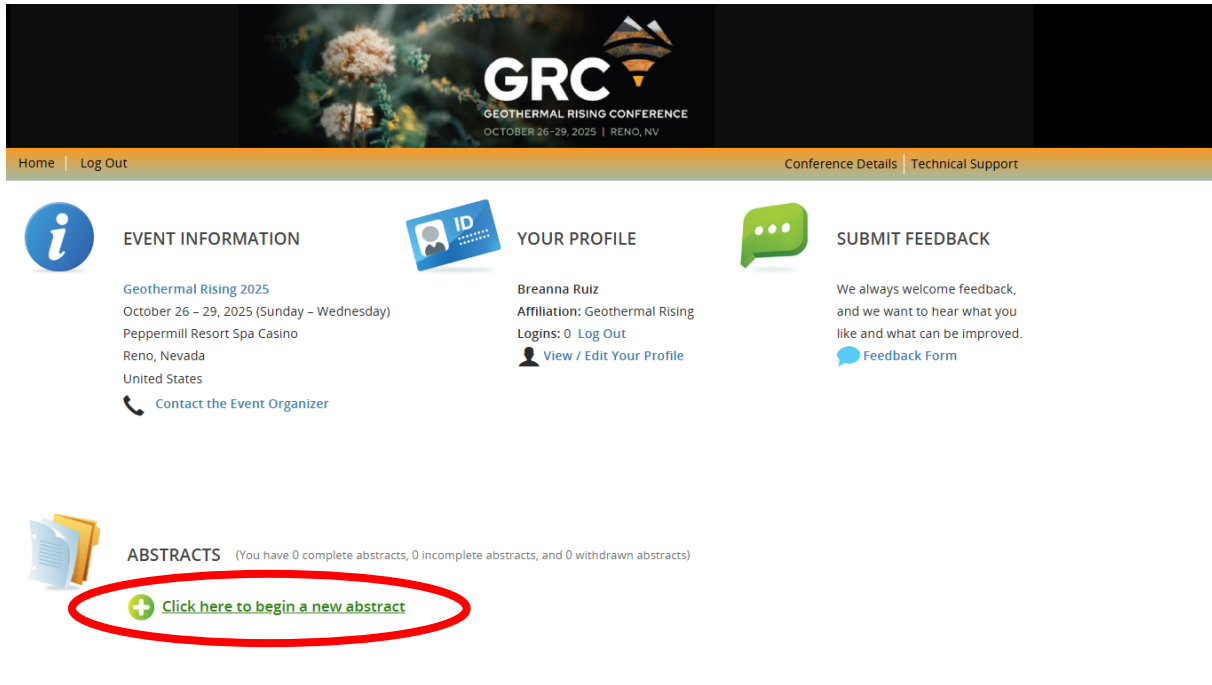 GRC
GEOTHERMAL RISING CONFERENCE
OCTOBER 26-29, 2025 | RENO, NV
Home | Log Out
Conference Details | Technical Support
i
EVENT INFORMATION
Geothermal Rising 2025
October 26 – 29, 2025 (Sunday – Wednesday)
Peppermill Resort Spa Casino
Reno, Nevada
United States
Contact the Event Organizer
ID
YOUR PROFILE
Breanna Ruiz
Affiliation: Geothermal Rising
Logins: 0 Log Out
View / Edit Your Profile
SUBMIT FEEDBACK
We always welcome feedback,
and we want to hear what you
like and what can be improved.
Feedback Form
ABSTRACTS (You have 0 complete abstracts, 0 incomplete abstracts, and 0 withdrawn abstracts)
Click here to begin a new abstract